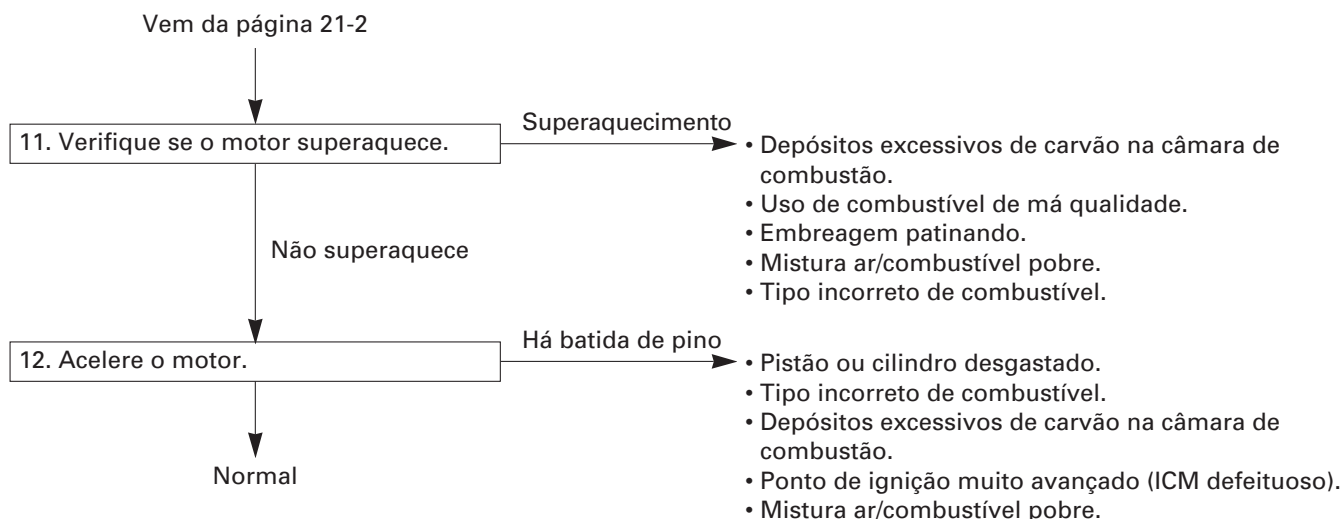 Vem da página 21-2
11. Verifique se o motor superaquece.
Superaquecimento
• Depósitos excessivos de carvão na câmara de
combustão.
• Uso de combustível de má qualidade.
• Embreagem patinando.
• Mistura ar/combustível pobre.
• Tipo incorreto de combustível.
Não superaquece
12. Acelere o motor.
Há batida de pino
• Pistão ou cilindro desgastado.
• Tipo incorreto de combustível.
• Depósitos excessivos de carvão na câmara de
combustão.
• Ponto de ignição muito avançado (ICM defeituoso).
• Mistura ar/combustível pobre.
Normal